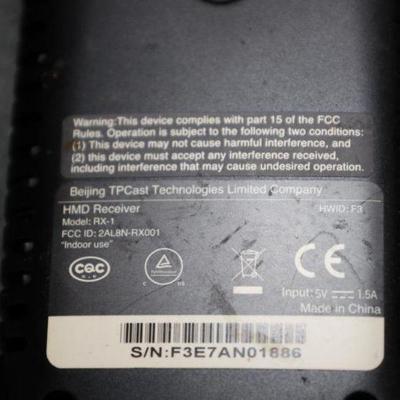 Warning:This device complies with part 15 of the FCC
Rules. Operation is subject to the following two conditions:
(1) This device may not cause harmful interference, and
(2) this device must accept any interference received,
including interference that may cause undesired operation.
Beijing TPCast Technologies Limited Company
HMD Receiver
HWID: F3
Model: RX-1
FCC ID: 2AL8N-RX001
"Indoor use"
CQC
C US
CE
Input: 5V 1.5A
Made in China
S/N:F3E7AN01886